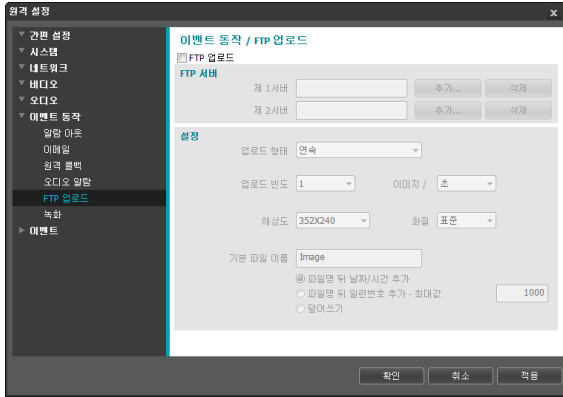 원격 설정
x
간편 설정
시스템
네트워크
비디오
오디오
이벤트 동작
알람 아웃
이메일
원격 콜백
오디오 알람
FTP 업로드
녹화
이벤트
이벤트 동작 / FTP 업로드
FTP 업로드
FTP 서버
제 1서버 추가... 삭제
제 2서버 추가... 삭제
설정
업로드 형태 연속
업로드 빈도 1 이미지 / 초
해상도 352X240 화질 표준
기본 파일 이름 Image
파일명 뒤 날짜/시간 추가
파일명 뒤 일련번호 추가 - 최대값 1000
덮어쓰기
확인 취소 적용